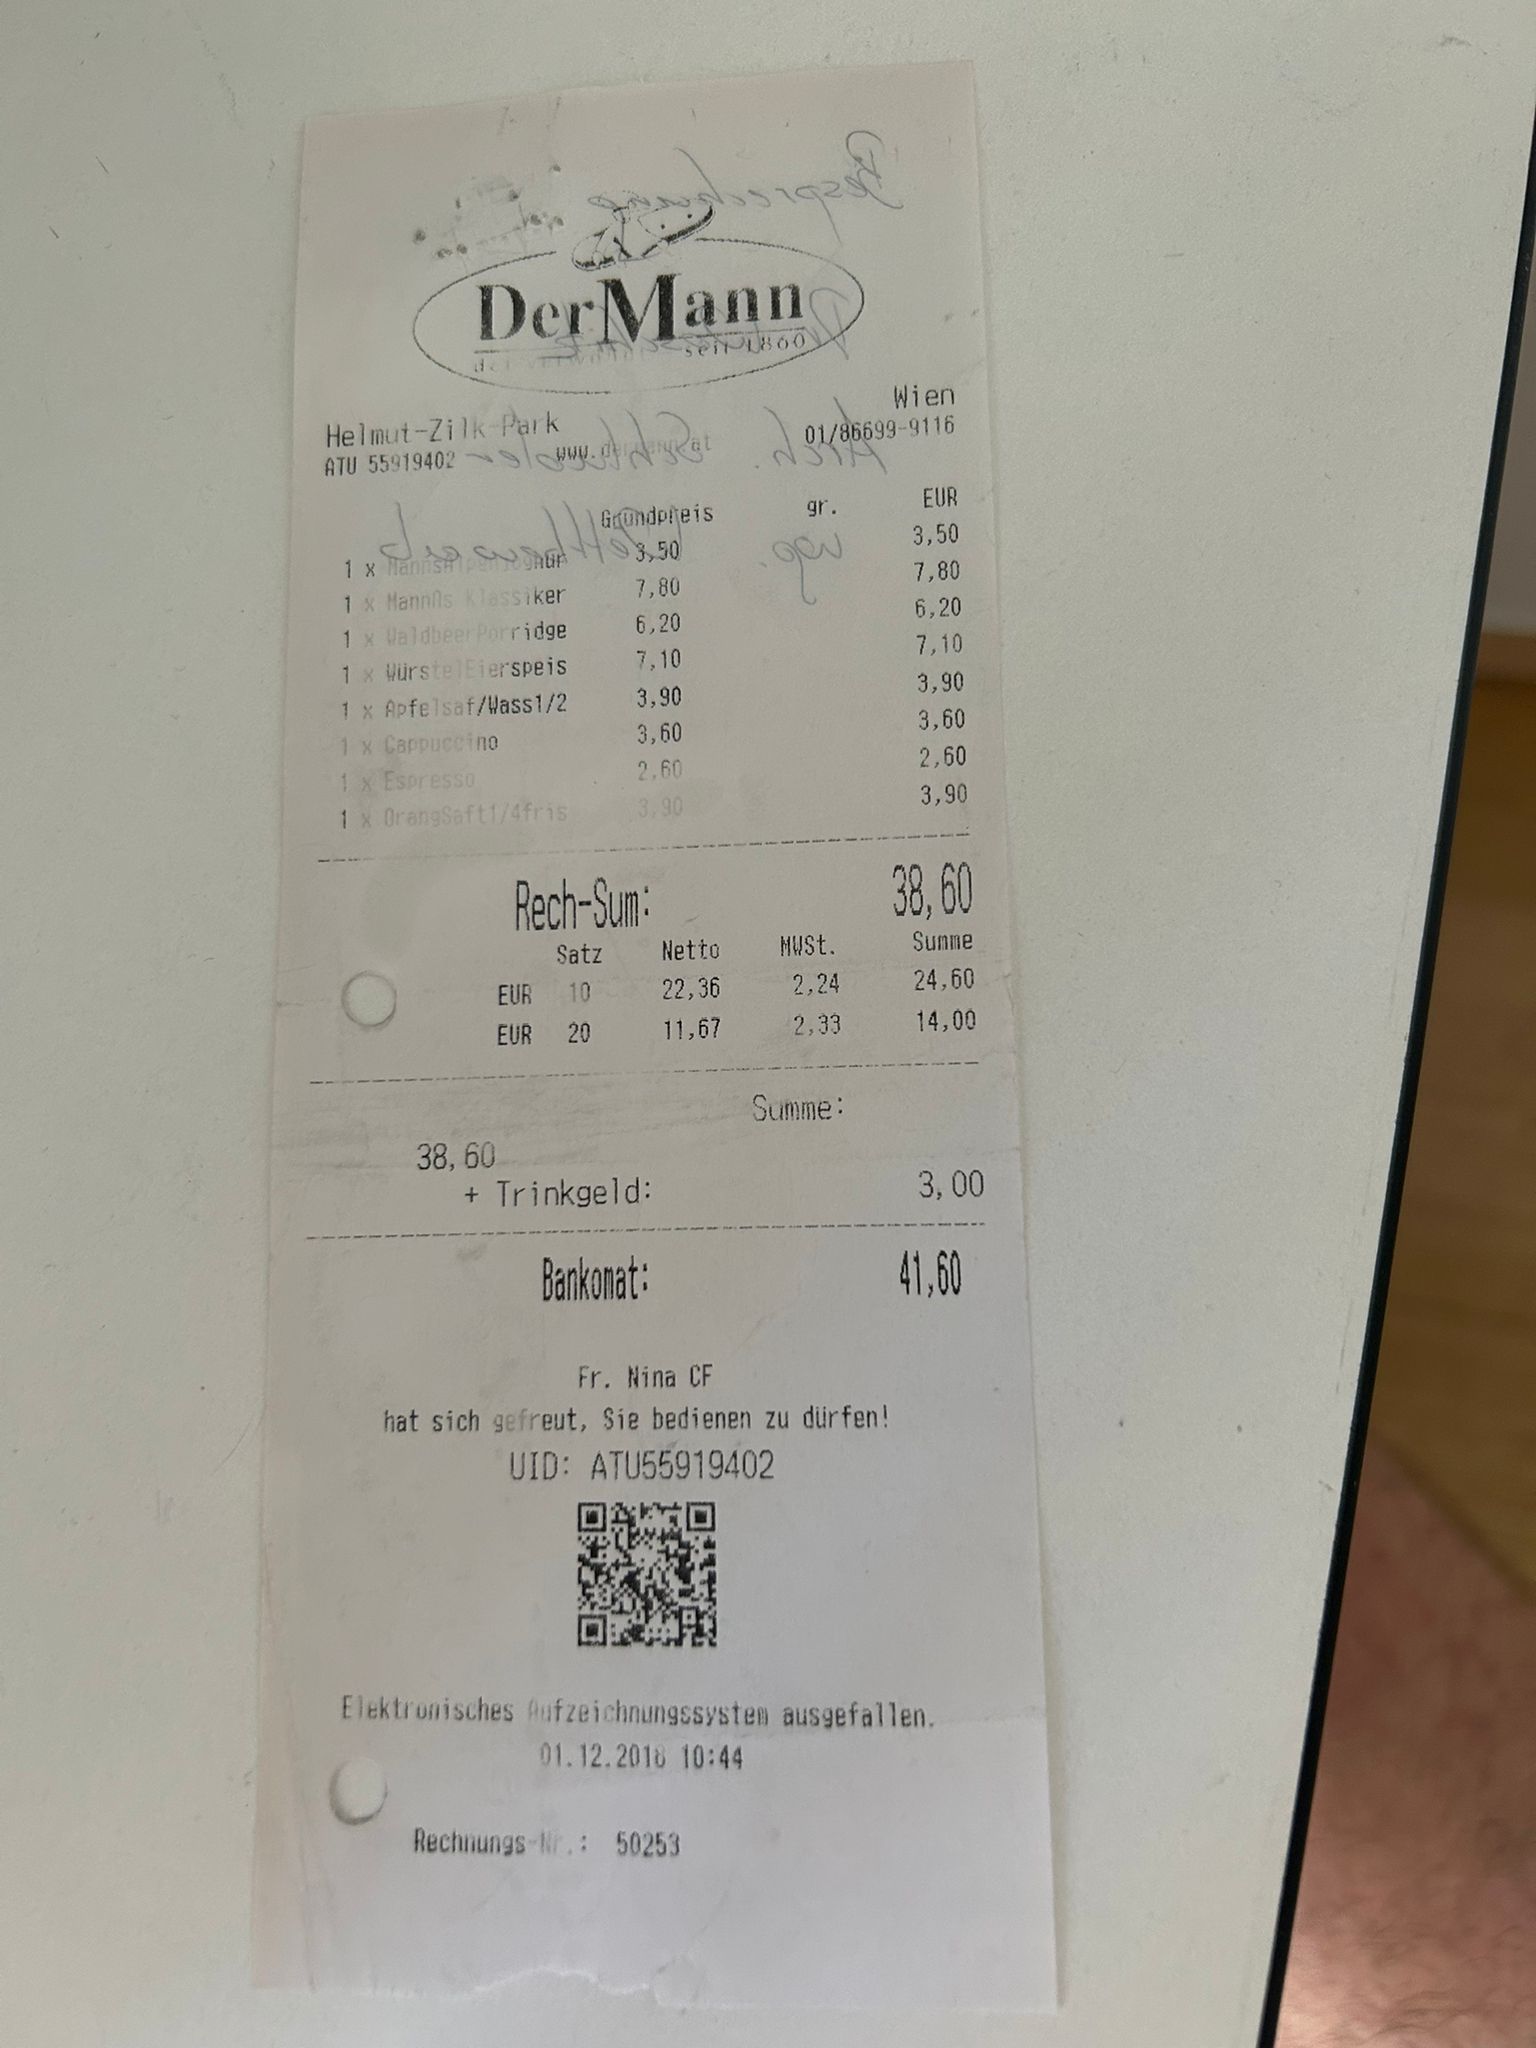 DerMann
seit 1860
Wien
Helmut-Zilk-Park 01/86699-9116
ATU 55919402 www.dermann.at
Grundpreis gr. EUR
1 x MannsAlpenjoghur 3,50 3,50
1 x Mannßs Klassiker 7,80 7,80
1 x WaldbeerPorridge 6,20 6,20
1 x WürstelEierspeis 7,10 7,10
1 x Apfelsaf/Wass1/2 3,90 3,90
1 x Cappuccino 3,60 3,60
1 x Espresso 2,60 2,60
1 x OrangSaft1/4fris 3,90 3,90
Rech-Sum: 38,60
Satz Netto MWSt. Summe
EUR 10 22,36 2,24 24,60
EUR 20 11,67 2,33 14,00
Summe:
38,60
+ Trinkgeld: 3,00
Bankomat: 41,60
Fr. Nina CF
hat sich gefreut, Sie bedienen zu dürfen!
UID: ATU55919402
Elektronisches Aufzeichnungssystem ausgefallen.
01.12.2018 10:44
Rechnungs-Nr.: 50253
Besprechung
Arch.